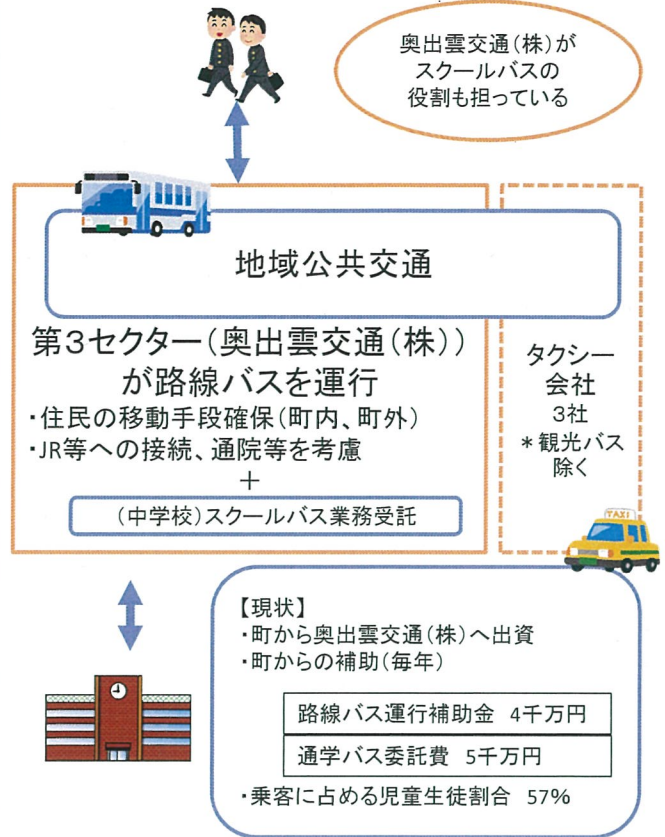 奥出雲交通(株)が
スクールバスの
役割も担っている
地域公共交通
第3セクター(奥出雲交通(株))
が路線バスを運行
・住民の移動手段確保(町内、町外)
・JR等への接続、通院等を考慮
+
(中学校)スクールバス業務受託
タクシー
会社
3社
*観光バス
除く
TAXI
【現状】
・町から奥出雲交通(株)へ出資
・町からの補助(毎年)
路線バス運行補助金 4千万円
通学バス委託費 5千万円
・乗客に占める児童生徒割合 57%